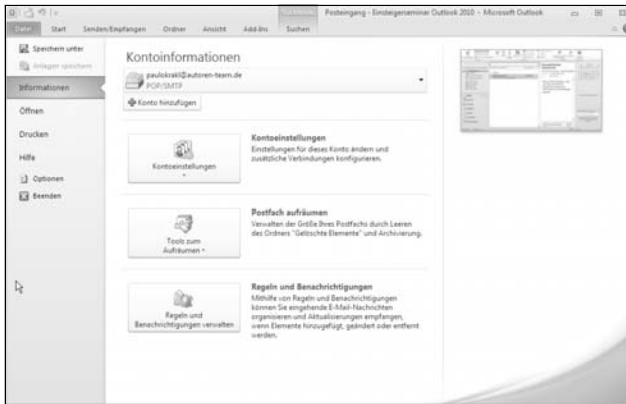 Posteingang - Einsteigerseminar Outlook 2010 - Microsoft Outlook
Datei Start Senden/Empfangen Ordner Ansicht Add-Ins Suchen
Speichern unter
Anlagen speichern
Informationen
Öffnen
Drucken
Hilfe
Optionen
Beenden
Kontoinformationen
paulokrakl@autoren-team.de
POP/SMTP
Konto hinzufügen
Kontoeinstellungen
Kontoeinstellungen
Einstellungen für dieses Konto ändern und
zusätzliche Verbindungen konfigurieren.
Tools zum
Aufräumen
Postfach aufräumen
Verwalten der Größe Ihres Postfachs durch Leeren
des Ordners "Gelöschte Elemente" und Archivierung.
Regeln und
Benachrichtigungen verwalten
Regeln und Benachrichtigungen
Mithilfe von Regeln und Benachrichtigungen
können Sie eingehende E-Mail-Nachrichten
organisieren und Aktualisierungen empfangen,
wenn Elemente hinzugefügt, geändert oder entfernt
werden.